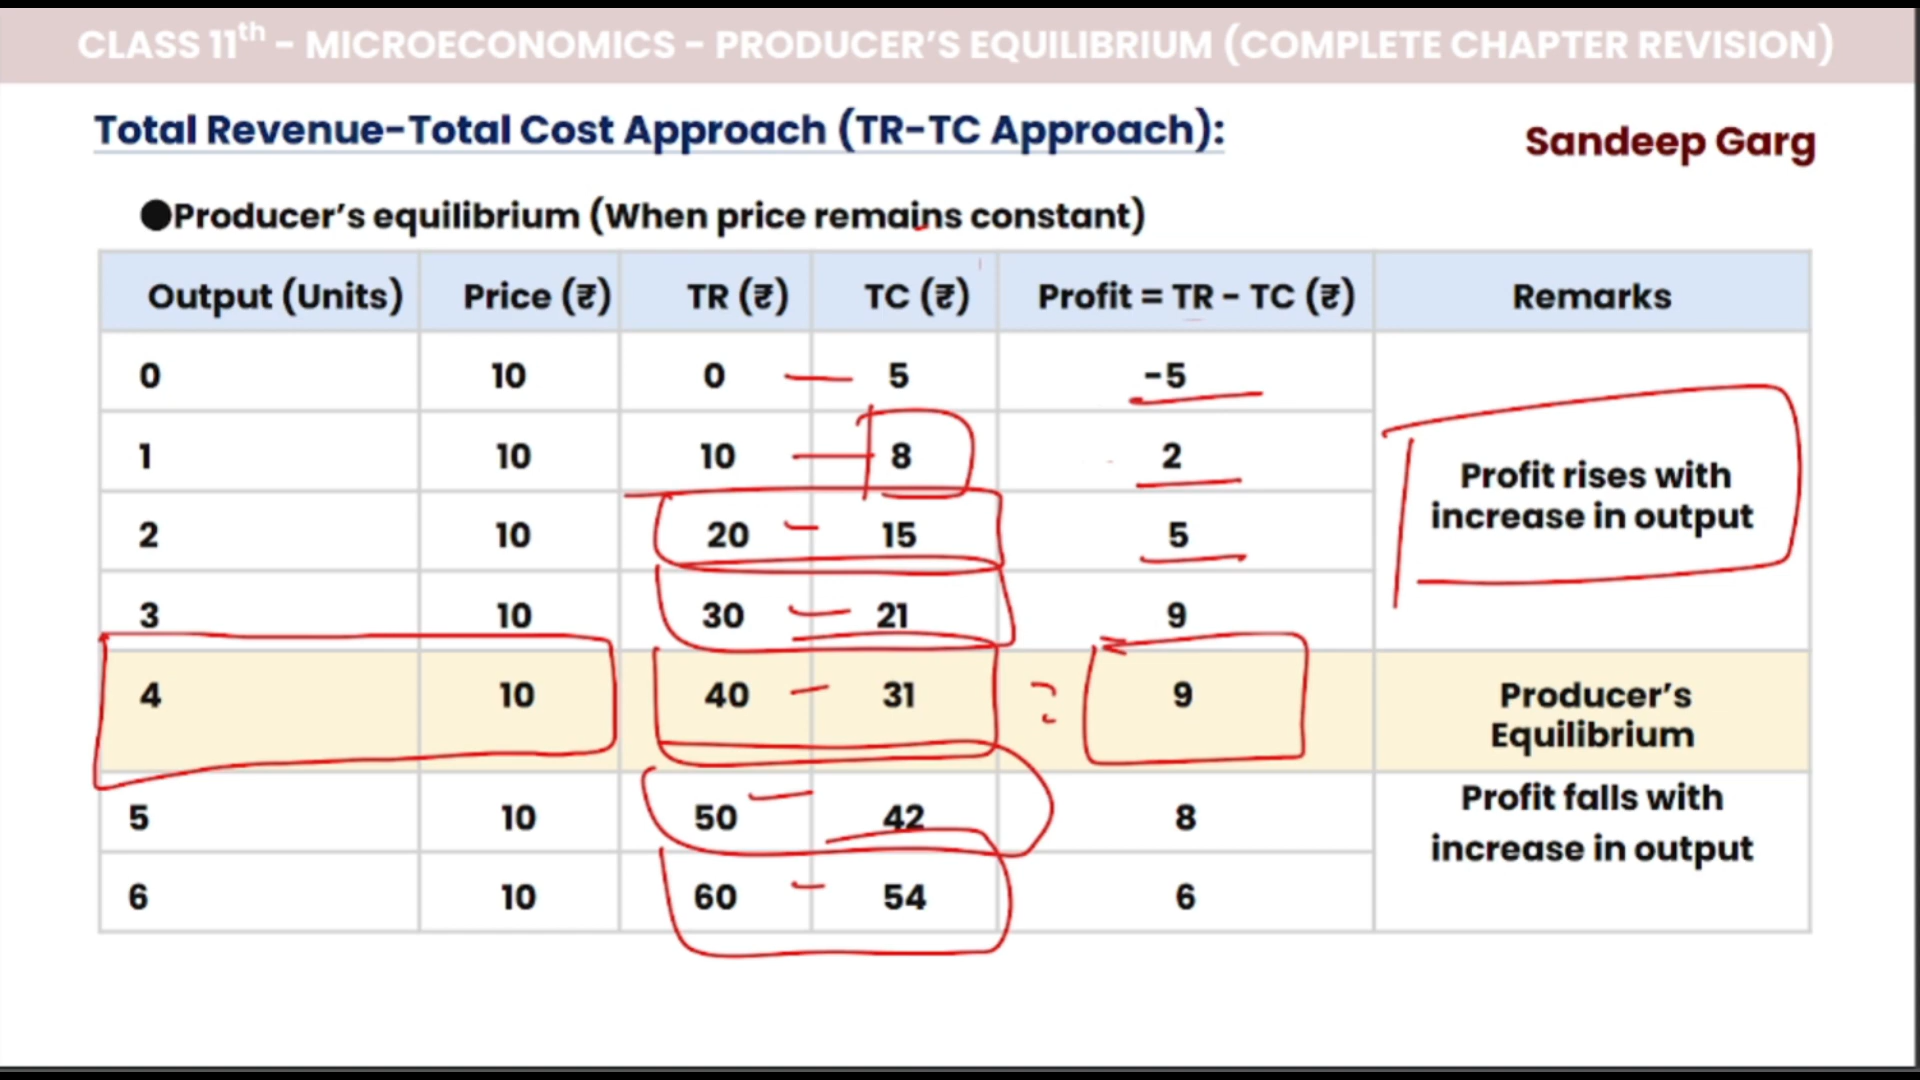 CLASS 11th - MICROECONOMICS - PRODUCER'S EQUILIBRIUM (COMPLETE CHAPTER REVISION)
Total Revenue-Total Cost Approach (TR-TC Approach):
Sandeep Garg
●Producer's equilibrium (When price remains constant)
Output (Units) Price (₹) TR (₹) TC (₹) Profit = TR - TC (₹) Remarks
0 10 0 — 5 -5
1 10 10 — 8 2
Profit rises with
increase in output
2 10 20 - 15 5
3 10 30 - 21 9
4 10 40 - 31 = 9 Producer's
Equilibrium
5 10 50 - 42 8 Profit falls with
increase in output
6 10 60 - 54 6